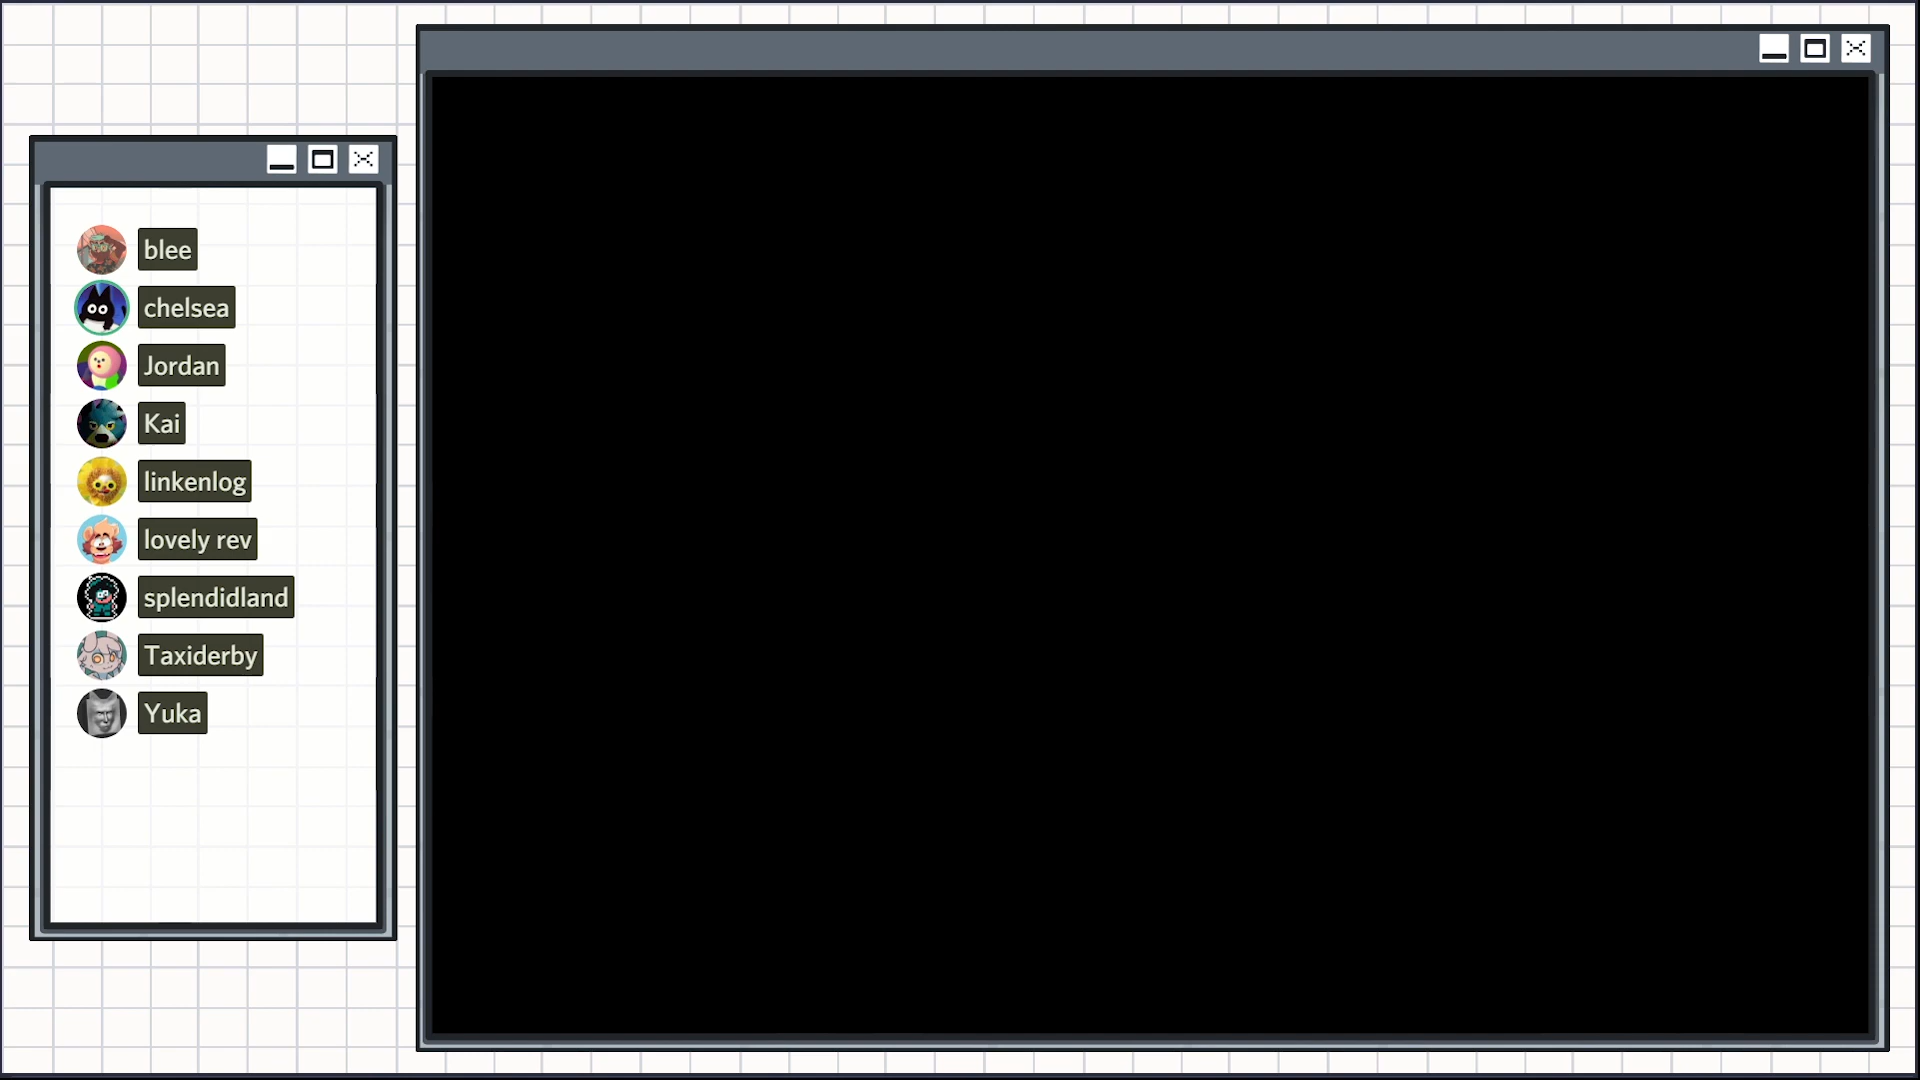 blee
chelsea
Jordan
Kai
linkenlog
lovely rev
splendidland
Taxiderby
Yuka